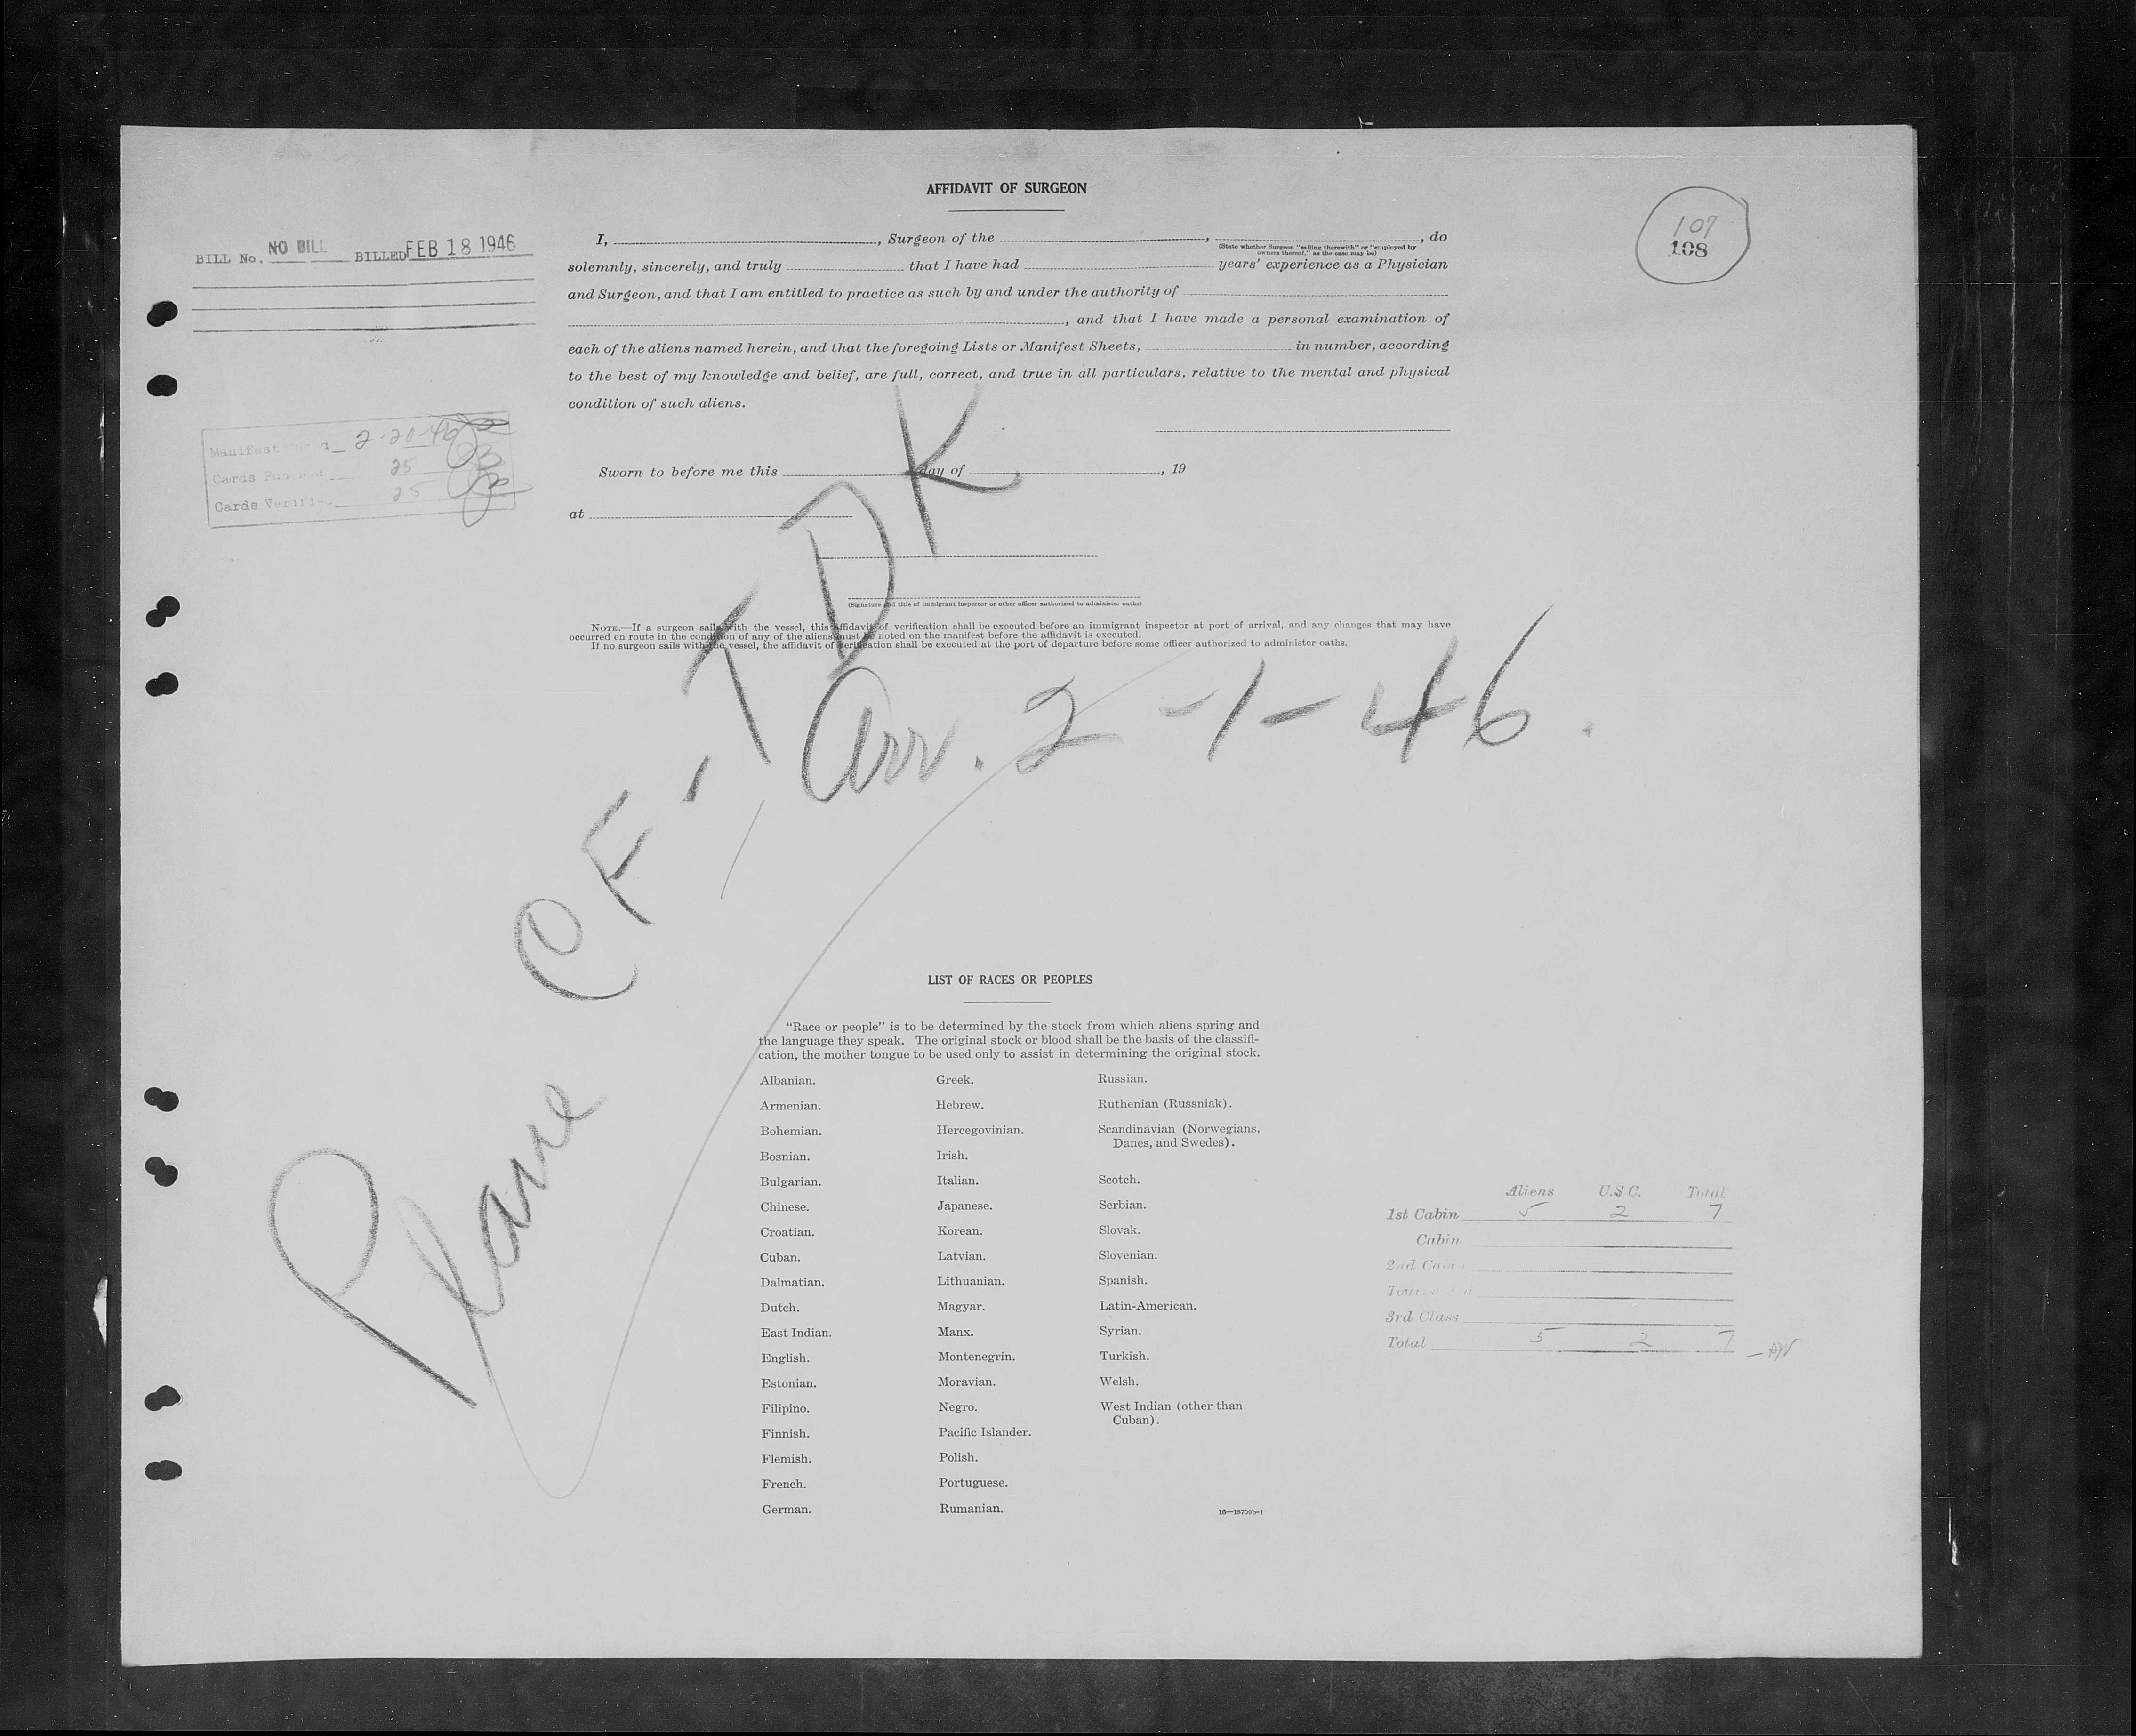 AFFIDAVIT OF SURGEON
107
108
BILL No. NO BILL BILLED FEB 18 1946
I, , Surgeon of the , , do
(State whether Surgeon "sailing therewith" or "employed by
owners thereof," as the case may be)
solemnly, sincerely, and truly that I have had years' experience as a Physician
and Surgeon, and that I am entitled to practice as such by and under the authority of
, and that I have made a personal examination of
each of the aliens named herein, and that the foregoing Lists or Manifest Sheets, in number, according
to the best of my knowledge and belief, are full, correct, and true in all particulars, relative to the mental and physical
condition of such aliens.
Manifest 2-20-46
Cards 25
Cards Verified 25
Sworn to before me this day of , 19
at
(Signature and title of immigrant inspector or other officer authorized to administer oaths)
NOTE.—If a surgeon sails with the vessel, this affidavit of verification shall be executed before an immigrant inspector at port of arrival, and any changes that may have
occurred en route in the condition of any of the aliens must be noted on the manifest before the affidavit is executed.
If no surgeon sails with the vessel, the affidavit of verification shall be executed at the port of departure before some officer authorized to administer oaths.
Plane CF-TDK
Arr. 2-1-46.
LIST OF RACES OR PEOPLES
"Race or people" is to be determined by the stock from which aliens spring and
the language they speak. The original stock or blood shall be the basis of the classifi-
cation, the mother tongue to be used only to assist in determining the original stock.
Albanian.
Armenian.
Bohemian.
Bosnian.
Bulgarian.
Chinese.
Croatian.
Cuban.
Dalmatian.
Dutch.
East Indian.
English.
Estonian.
Filipino.
Finnish.
Flemish.
French.
German.
Greek.
Hebrew.
Hercegovinian.
Irish.
Italian.
Japanese.
Korean.
Latvian.
Lithuanian.
Magyar.
Manx.
Montenegrin.
Moravian.
Negro.
Pacific Islander.
Polish.
Portuguese.
Rumanian.
Russian.
Ruthenian (Russniak).
Scandinavian (Norwegians,
Danes, and Swedes).
Scotch.
Serbian.
Slovak.
Slovenian.
Spanish.
Latin-American.
Syrian.
Turkish.
Welsh.
West Indian (other than
Cuban).
Aliens U.S.C. Total
1st Cabin 5 2 7
Cabin
2nd Cabin
3rd Class
Total 5 2 7